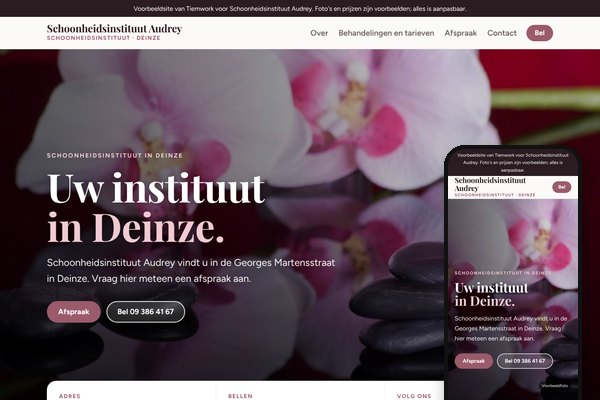 Voorbeeldsite van Tiemwork voor Schoonheidsinstituut Audrey. Foto's en prijzen zijn voorbeelden; alles is aanpasbaar.
Schoonheidsinstituut Audrey
SCHOONHEIDSINSTITUUT · DEINZE
Over
Behandelingen en tarieven
Afspraak
Contact
Bel
SCHOONHEIDSINSTITUUT IN DEINZE
Uw instituut
in Deinze.
Schoonheidsinstituut Audrey vindt u in de Georges Martensstraat
in Deinze. Vraag hier meteen een afspraak aan.
Afspraak
Bel 09 386 41 67
ADRES
BELLEN
VOLG ONS
Voorbeeldsite van Tiemwork voor Schoonheidsinstituut
Audrey. Foto's en prijzen zijn voorbeelden; alles is
aanpasbaar.
Schoonheidsinstituut
Audrey
SCHOONHEIDSINSTITUUT · DEINZE
Bel
SCHOONHEIDSINSTITUUT IN DEINZE
Uw instituut
in Deinze.
Schoonheidsinstituut Audrey vindt u in de
Georges Martensstraat in Deinze. Vraag
hier meteen een afspraak aan.
Afspraak
Bel 09 386 41 67
Voorbeeldfoto